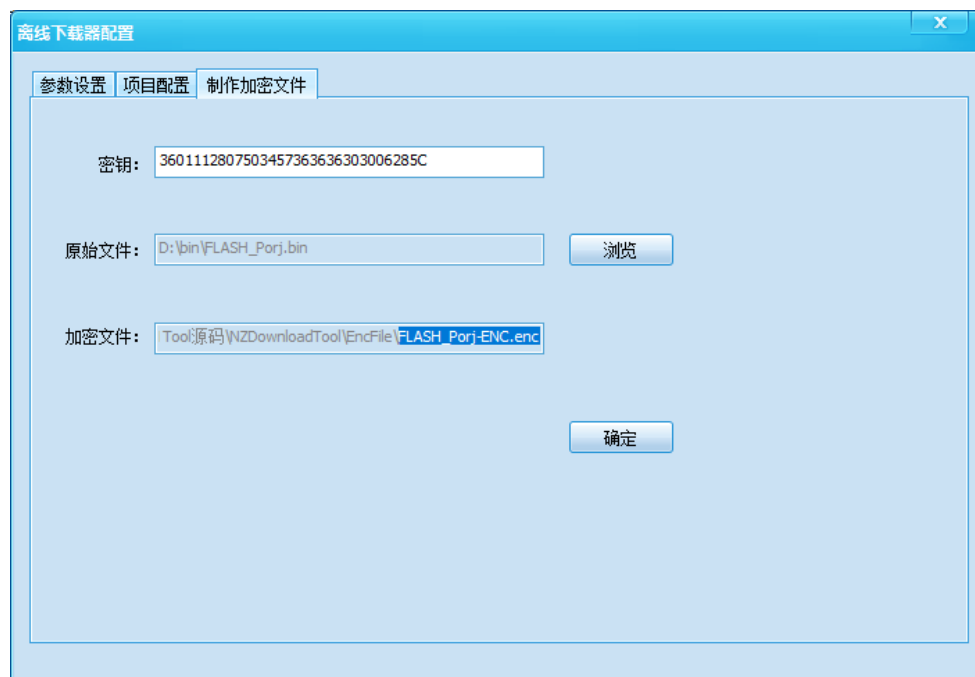 离线下载器配置
x
参数设置 项目配置 制作加密文件
密钥： 3601112807503457363636303006285C
原始文件： D:\bin\FLASH_Porj.bin 浏览
加密文件： Tool源码\NZDownloadTool\EncFile\FLASH_Porj-ENC.enc
确定